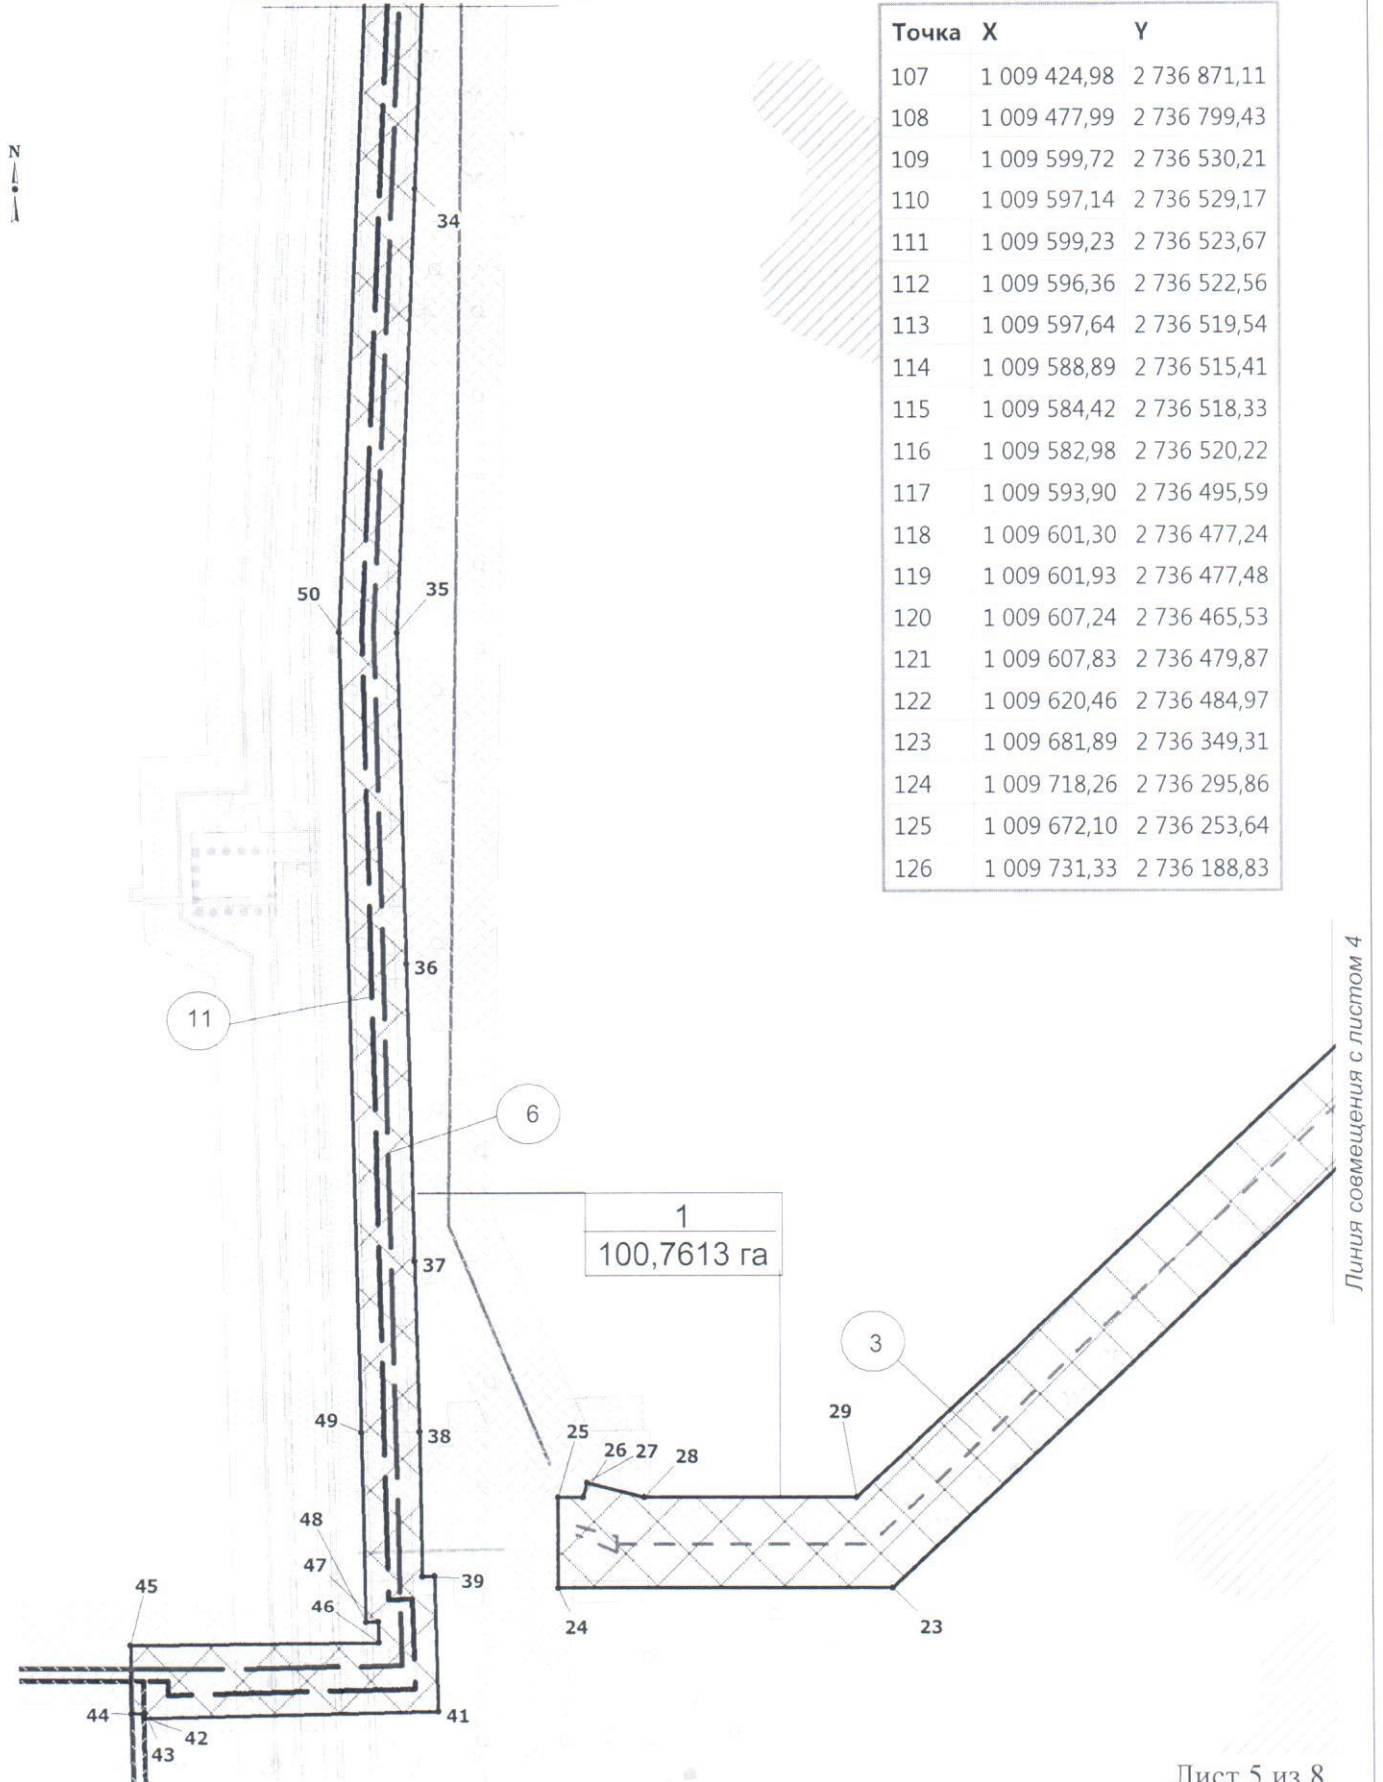 Точка X Y
107 1 009 424,98 2 736 871,11
108 1 009 477,99 2 736 799,43
109 1 009 599,72 2 736 530,21
110 1 009 597,14 2 736 529,17
111 1 009 599,23 2 736 523,67
112 1 009 596,36 2 736 522,56
113 1 009 597,64 2 736 519,54
114 1 009 588,89 2 736 515,41
115 1 009 584,42 2 736 518,33
116 1 009 582,98 2 736 520,22
117 1 009 593,90 2 736 495,59
118 1 009 601,30 2 736 477,24
119 1 009 601,93 2 736 477,48
120 1 009 607,24 2 736 465,53
121 1 009 607,83 2 736 479,87
122 1 009 620,46 2 736 484,97
123 1 009 681,89 2 736 349,31
124 1 009 718,26 2 736 295,86
125 1 009 672,10 2 736 253,64
126 1 009 731,33 2 736 188,83
N
34
50
35
36
11
6
1
100,7613 га
37
3
49
38
25
26 27
28
29
48
47
46
39
45
24
23
44
42
43
41
Линия совмещения с листом 4
Лист 5 из 8